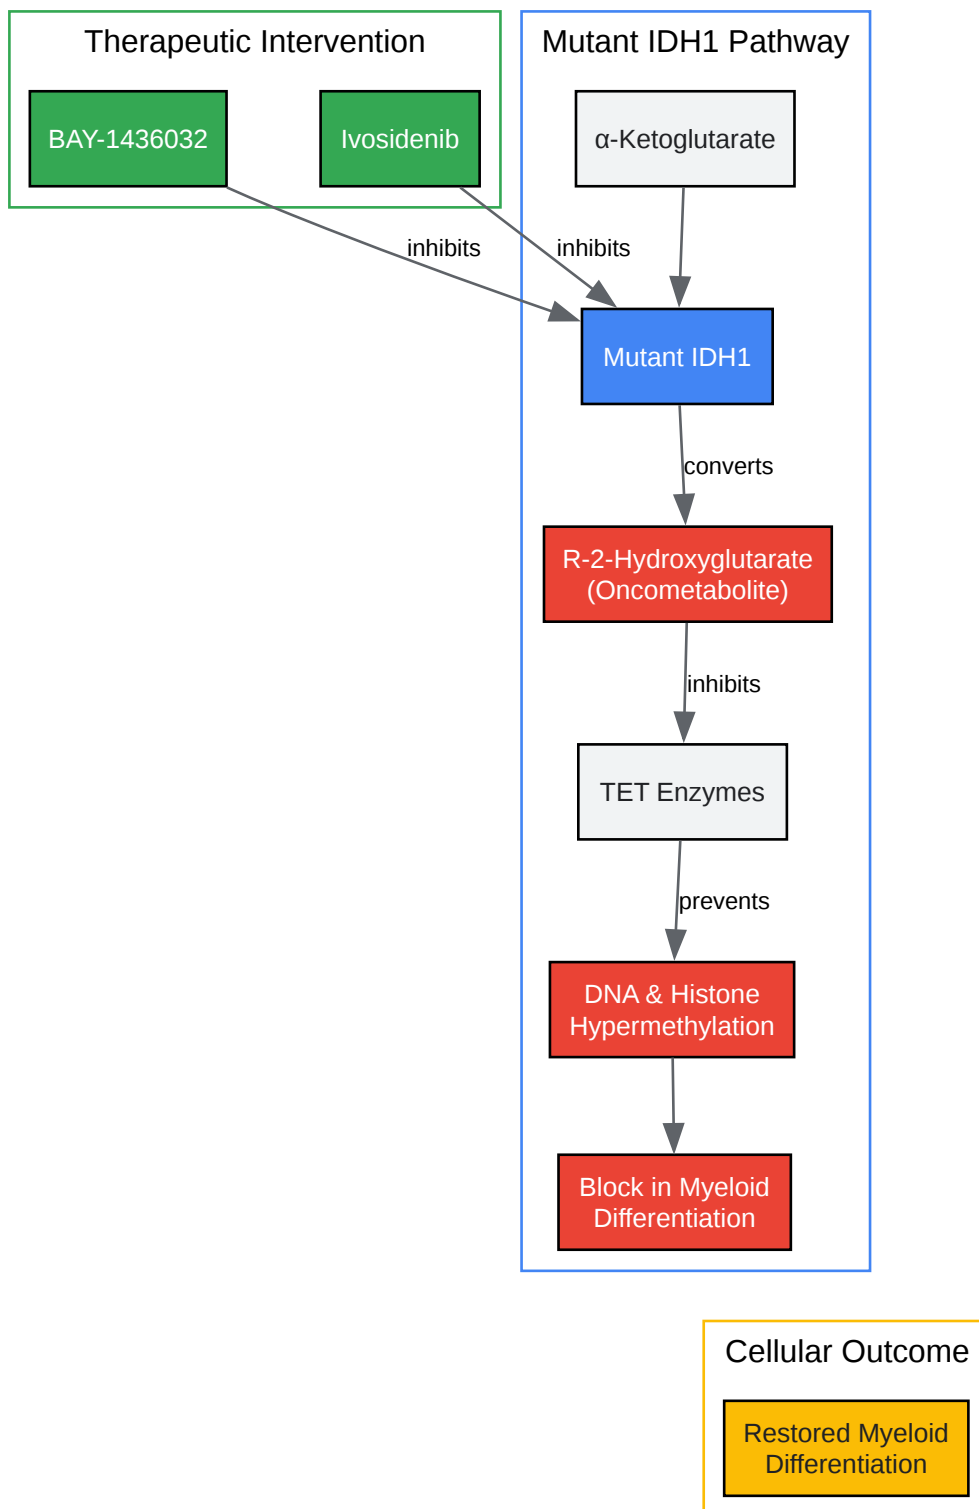 Therapeutic Intervention
BAY-1436032
Ivosidenib
inhibits
inhibits
Mutant IDH1 Pathway
α-Ketoglutarate
Mutant IDH1
converts
R-2-Hydroxyglutarate
(Oncometabolite)
inhibits
TET Enzymes
prevents
DNA & Histone
Hypermethylation
Block in Myeloid
Differentiation
Cellular Outcome
Restored Myeloid
Differentiation